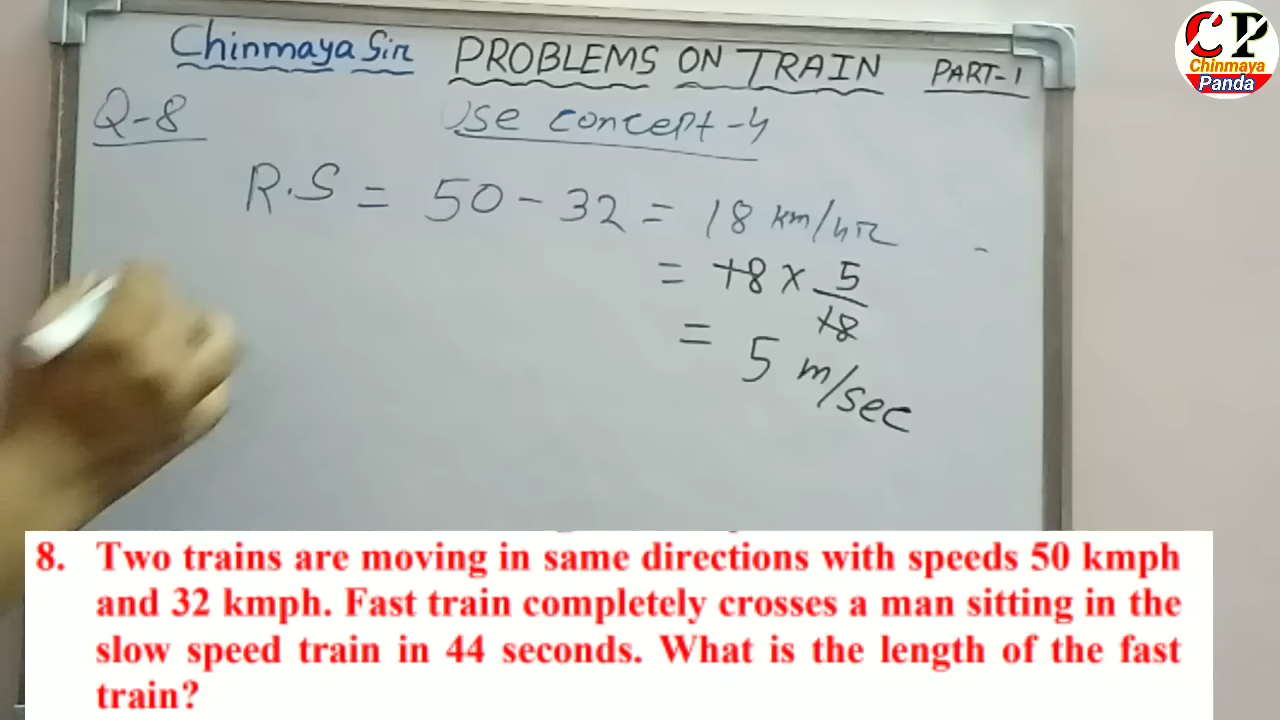 Chinmaya Sir PROBLEMS ON TRAIN PART-1
CP
Chinmaya
Panda
Q-8 Use concept-4
R.S = 50 - 32 = 18 km/hr
= 18 x 5/18
= 5 m/sec
8. Two trains are moving in same directions with speeds 50 kmph
and 32 kmph. Fast train completely crosses a man sitting in the
slow speed train in 44 seconds. What is the length of the fast
train?